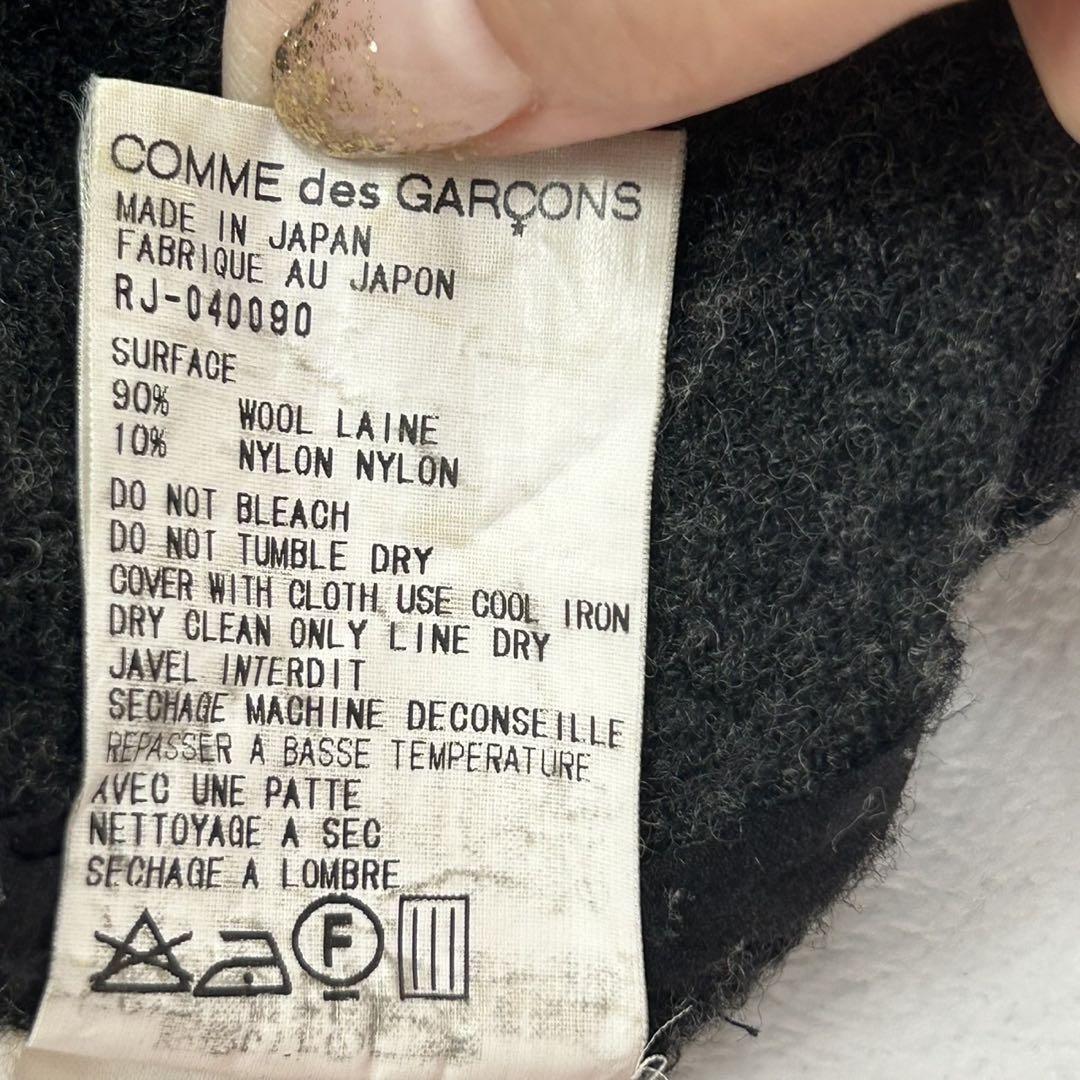 COMME des GARÇONS
MADE IN JAPAN
FABRIQUE AU JAPON
RJ-040090
SURFACE
90% WOOL LAINE
10% NYLON NYLON
DO NOT BLEACH
DO NOT TUMBLE DRY
COVER WITH CLOTH USE COOL IRON
DRY CLEAN ONLY LINE DRY
JAVEL INTERDIT
SECHAGE MACHINE DECONSEILLE
REPASSER A BASSE TEMPERATURE
AVEC UNE PATTE
NETTOYAGE A SEC
SECHAGE A LOMBRE
F